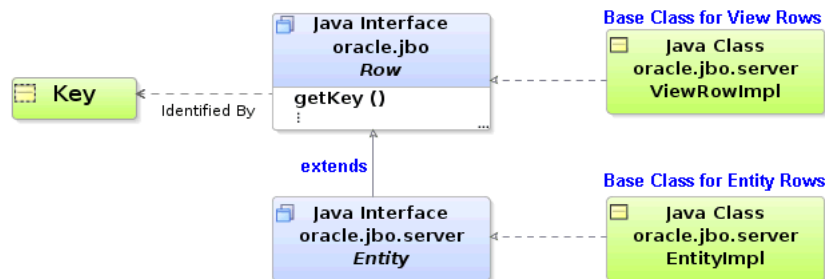 Base Class for View Rows
Java Interface
oracle.jbo
Row
getKey ()
...
Java Class
oracle.jbo.server
ViewRowImpl
Key
Identified By
extends
Base Class for Entity Rows
Java Interface
oracle.jbo.server
Entity
Java Class
oracle.jbo.server
EntityImpl